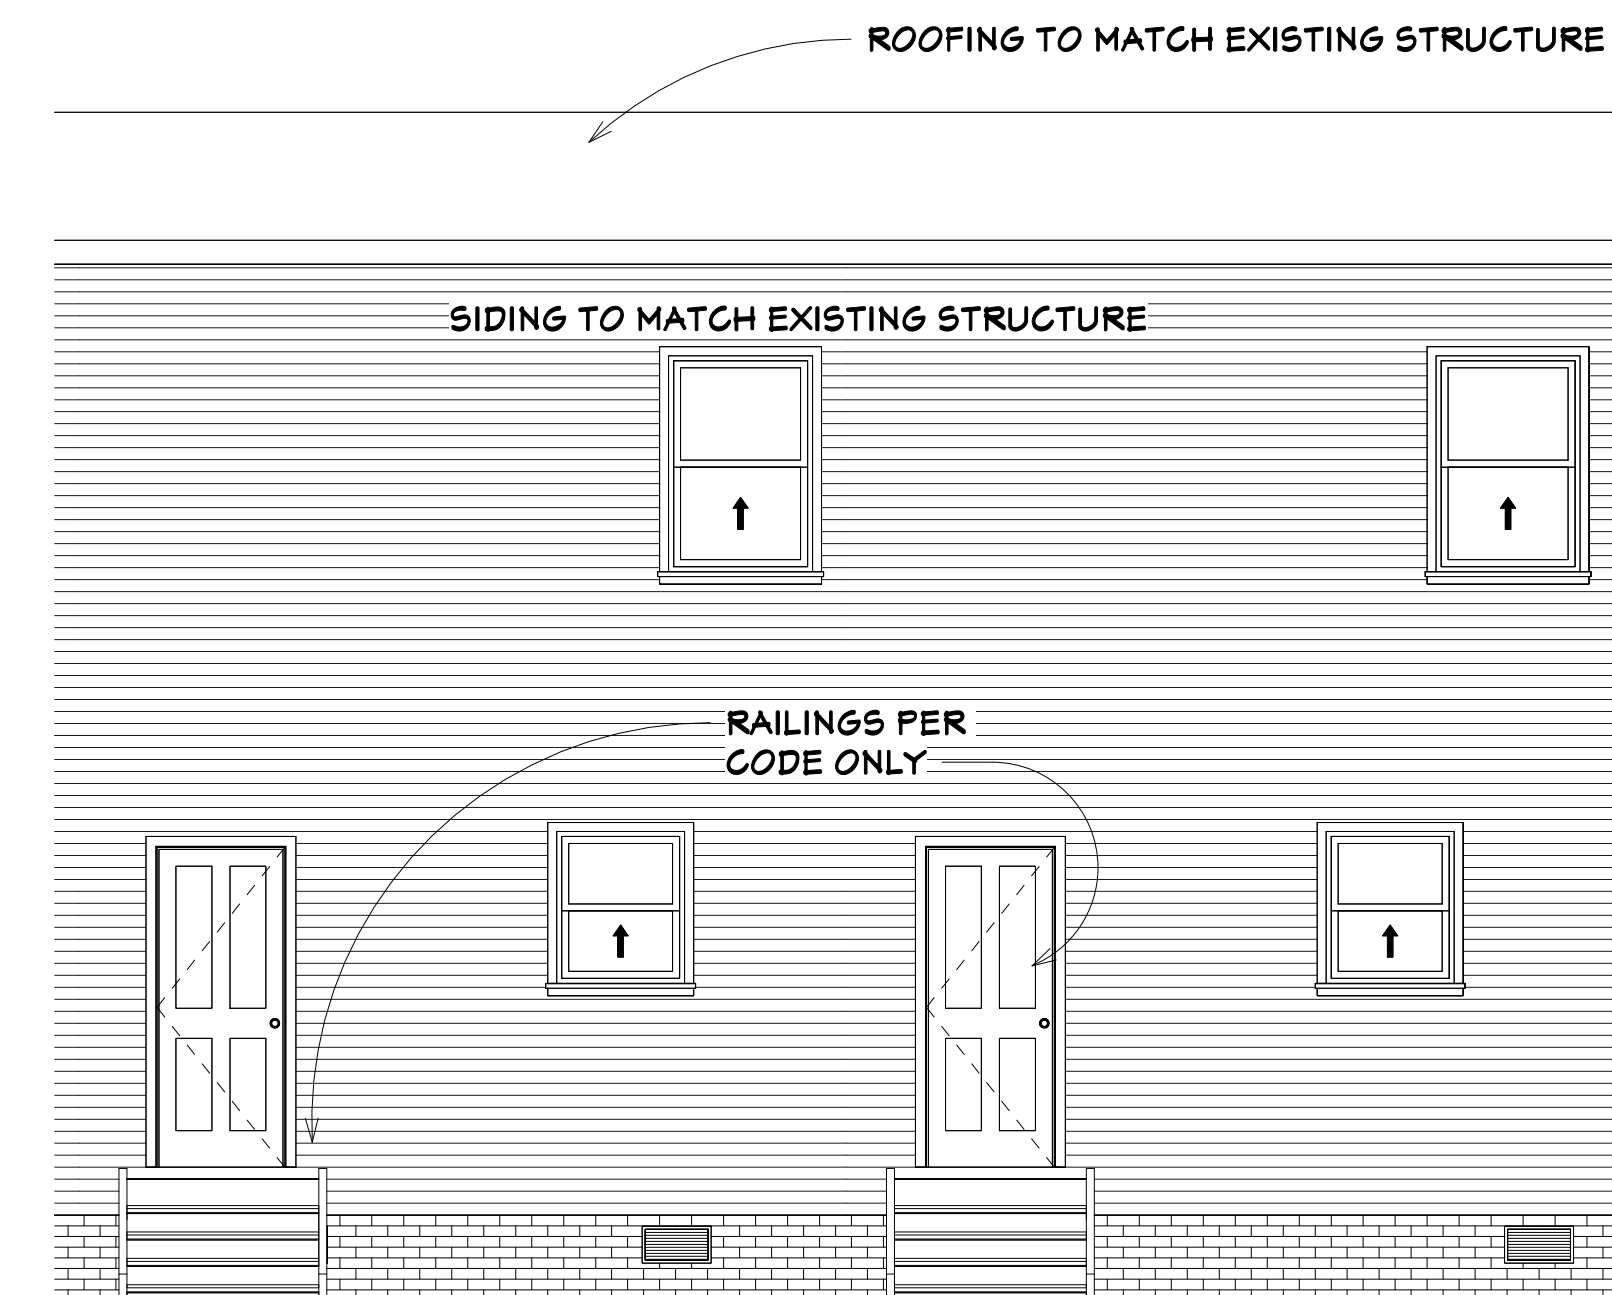 ROOFING TO MATCH EXISTING STRUCTURE
SIDING TO MATCH EXISTING STRUCTURE
RAILINGS PER
CODE ONLY